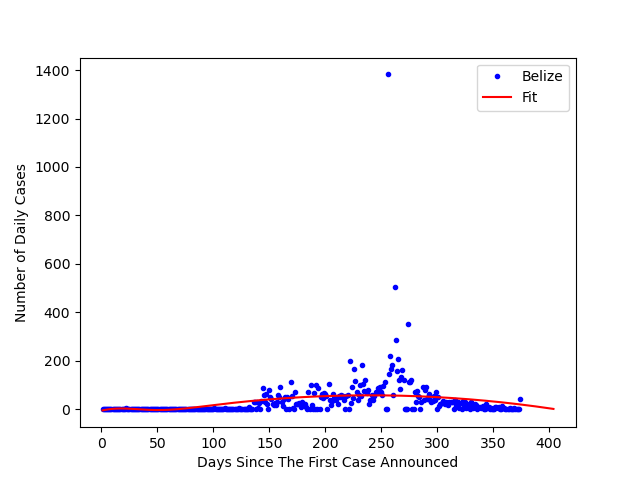 1400
1200
1000
800
600
400
200
0
Number of Daily Cases
0 50 100 150 200 250 300 350 400
Days Since The First Case Announced
Belize
Fit